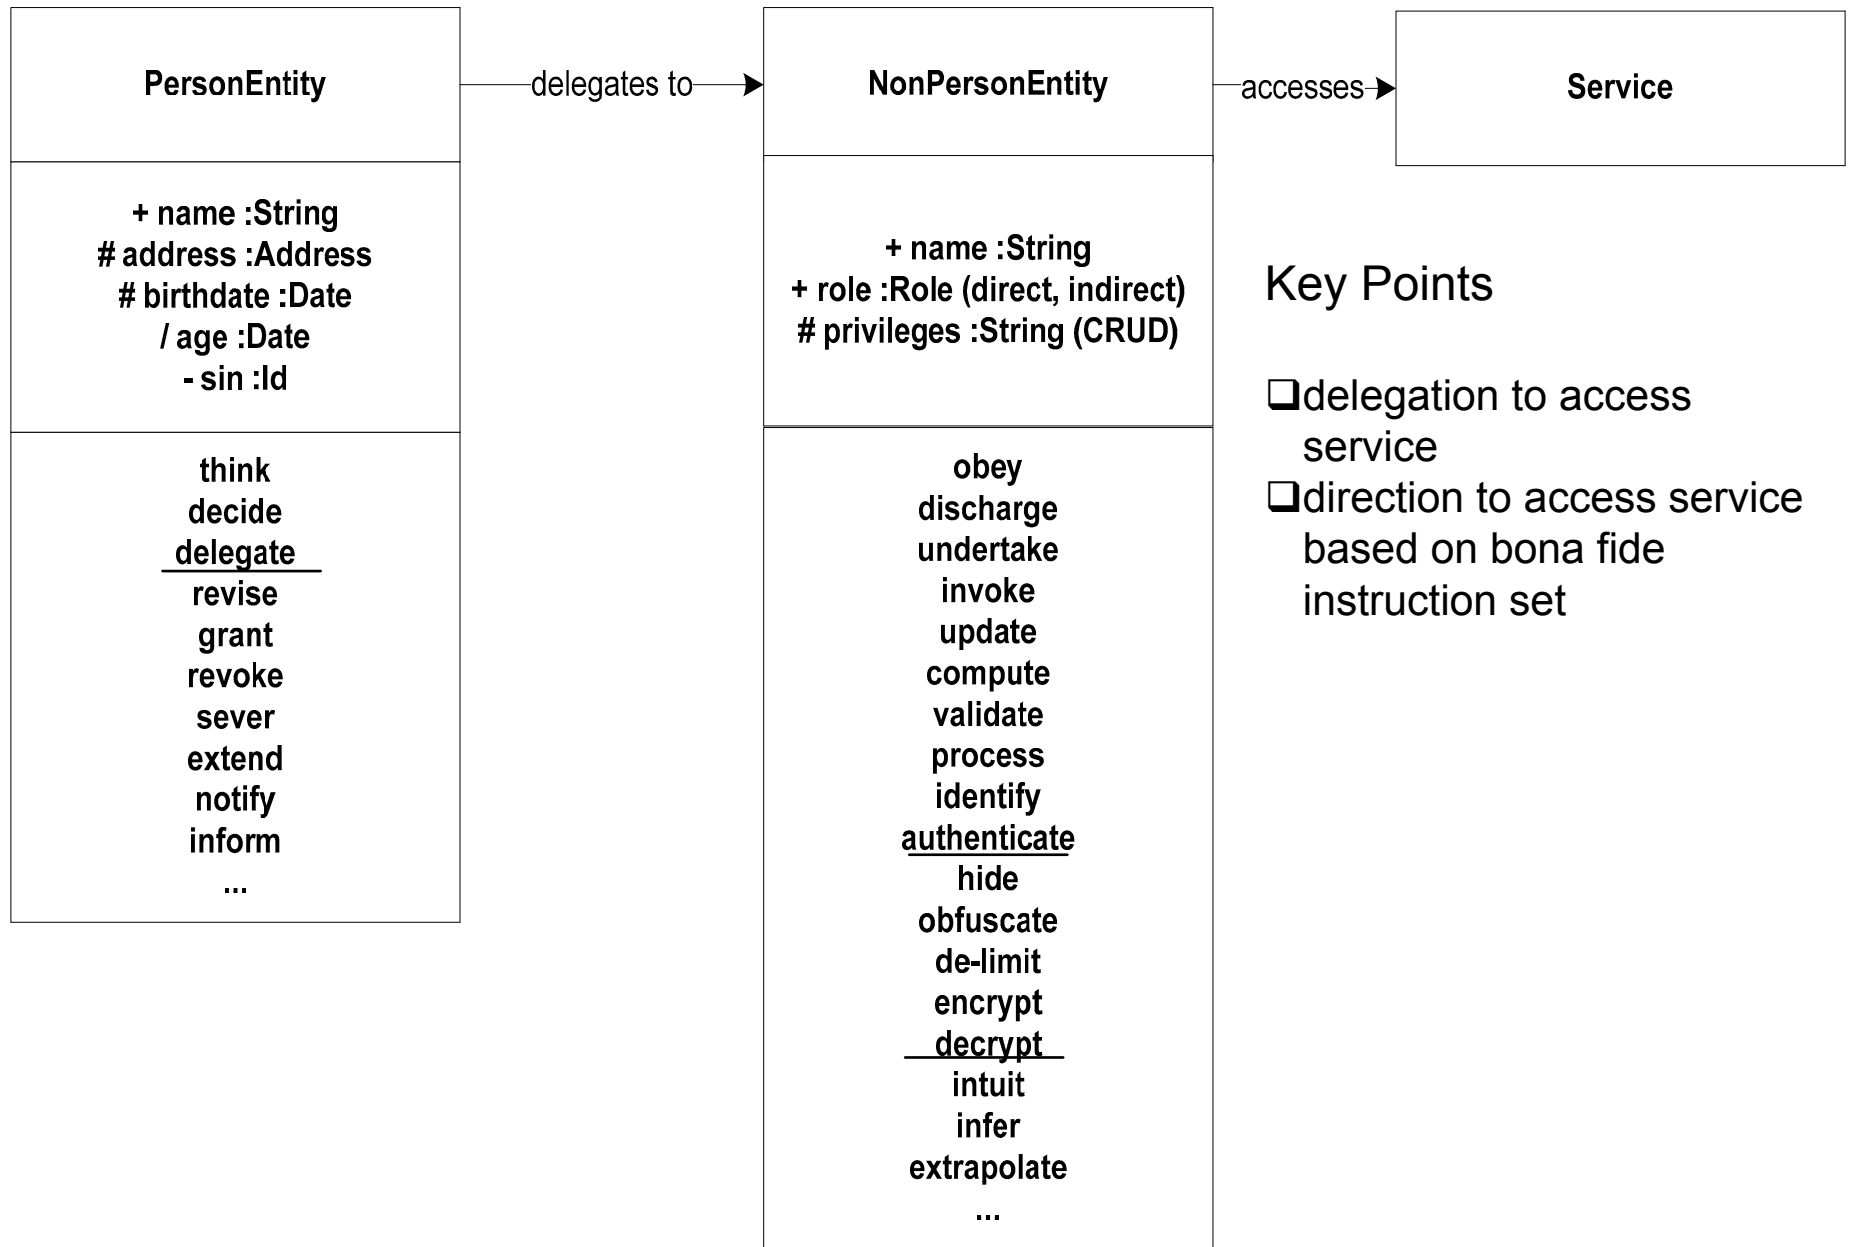 PersonEntity
delegates to
NonPersonEntity
accesses
Service
+ name :String
# address :Address
# birthdate :Date
/ age :Date
- sin :Id
think
decide
delegate
revise
grant
revoke
sever
extend
notify
inform
...
+ name :String
+ role :Role (direct, indirect)
# privileges :String (CRUD)
obey
discharge
undertake
invoke
update
compute
validate
process
identify
authenticate
hide
obfuscate
de-limit
encrypt
decrypt
intuit
infer
extrapolate
...
Key Points
❑delegation to access
service
❑direction to access service
based on bona fide
instruction set